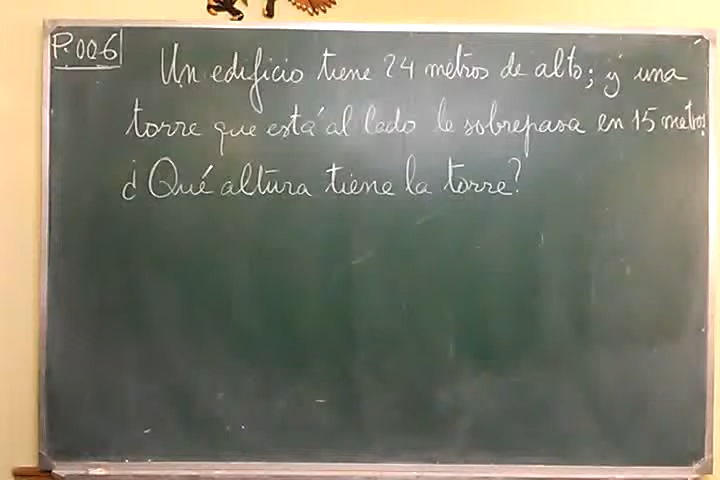 P.006
Un edificio tiene 24 metros de alto; y una
torre que está al lado le sobrepasa en 15 metros
¿Qué altura tiene la torre?